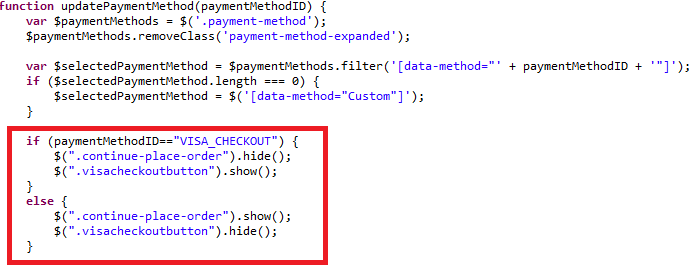 function updatePaymentMethod(paymentMethodID) {
    var $paymentMethods = $('.payment-method');
    $paymentMethods.removeClass('payment-method-expanded');

    var $selectedPaymentMethod = $paymentMethods.filter('[data-method="' + paymentMethodID + '"]');
    if ($selectedPaymentMethod.length === 0) {
        $selectedPaymentMethod = $('[data-method="Custom"]');
    }

    if (paymentMethodID=="VISA_CHECKOUT") {
        $(".continue-place-order").hide();
        $(".visacheckoutbutton").show();
    }
    else {
        $(".continue-place-order").show();
        $(".visacheckoutbutton").hide();
    }